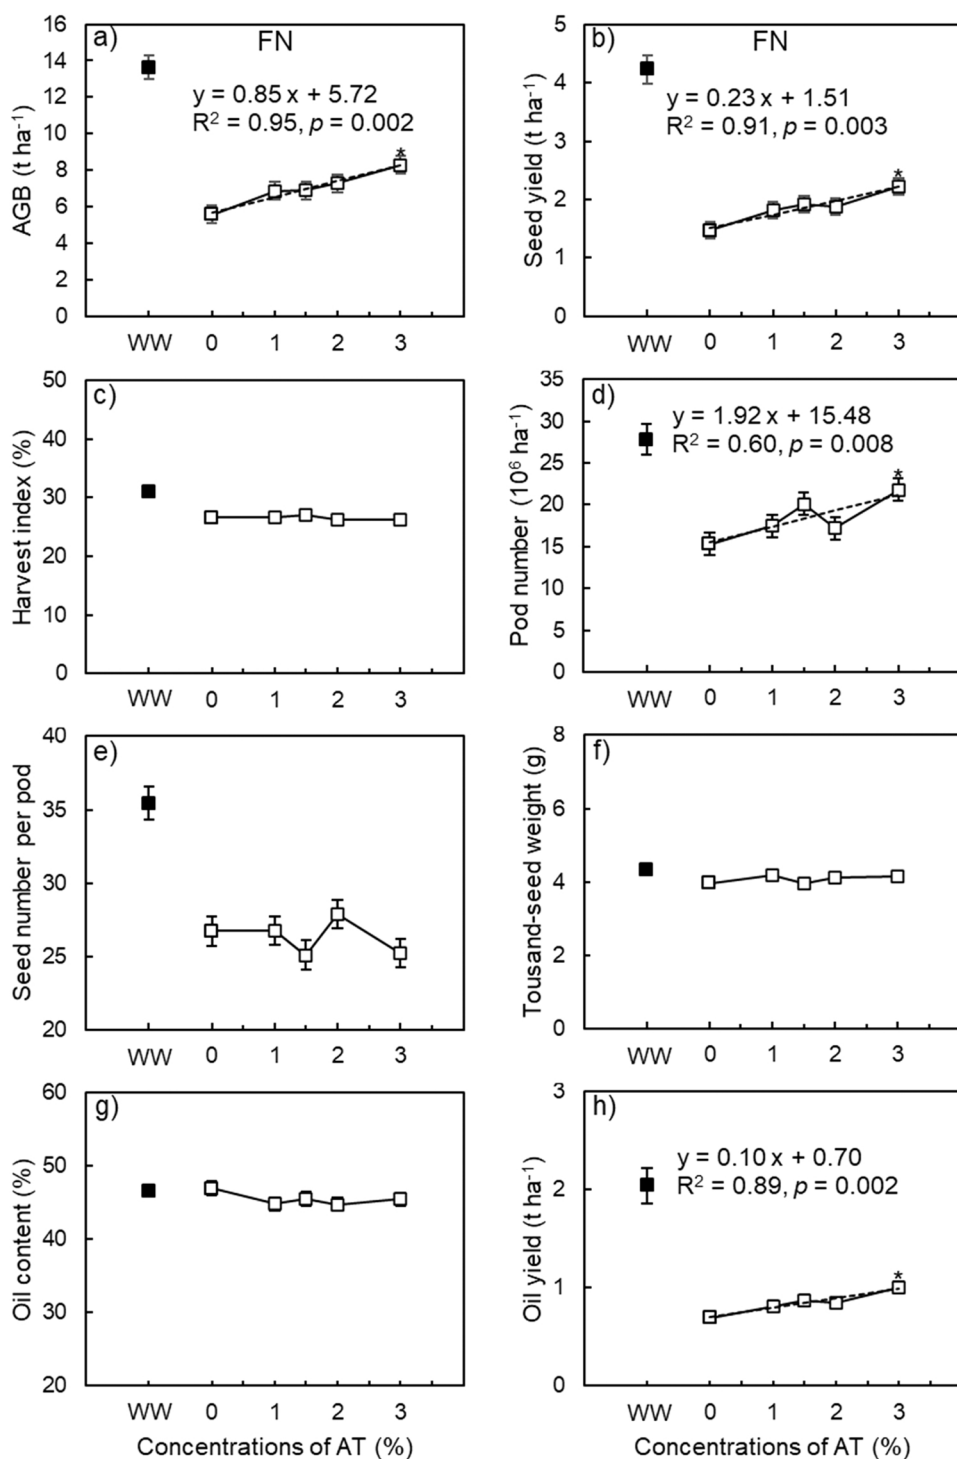 a) FN
y = 0.85 x + 5.72
R² = 0.95, p = 0.002
*
AGB (t ha⁻¹)
16
14
12
10
8
6
4
2
0
WW 0 1 2 3
b) FN
y = 0.23 x + 1.51
R² = 0.91, p = 0.003
*
Seed yield (t ha⁻¹)
5
4
3
2
1
0
WW 0 1 2 3
c)
Harvest index (%)
50
40
30
20
10
0
WW 0 1 2 3
d)
y = 1.92 x + 15.48
R² = 0.60, p = 0.008
*
Pod number (10⁶ ha⁻¹)
35
30
25
20
15
10
5
0
WW 0 1 2 3
e)
Seed number per pod
40
35
30
25
20
WW 0 1 2 3
f)
Tousand-seed weight (g)
8
6
4
2
0
WW 0 1 2 3
g)
Oil content (%)
60
50
40
30
20
WW 0 1 2 3
Concentrations of AT (%)
h)
y = 0.10 x + 0.70
R² = 0.89, p = 0.002
*
Oil yield (t ha⁻¹)
3
2
1
0
WW 0 1 2 3
Concentrations of AT (%)